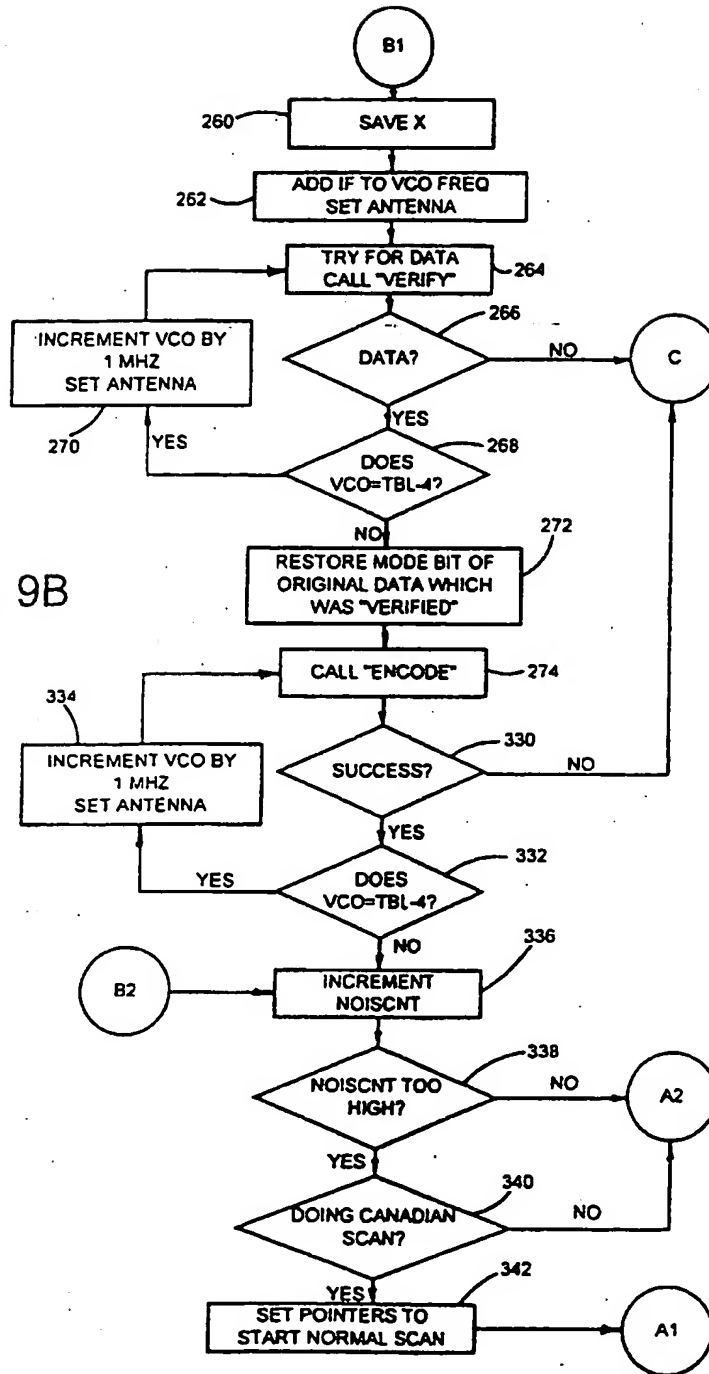 B1
260
SAVE X
262
ADD IF TO VCO FREQ
SET ANTENNA
TRY FOR DATA
CALL "VERIFY"
264
266
INCREMENT VCO BY
1 MHZ
SET ANTENNA
DATA?
NO
C
270
YES
YES
268
DOES
VCO=TBL-4?
NO
272
9B
RESTORE MODE BIT OF
ORIGINAL DATA WHICH
WAS "VERIFIED"
CALL "ENCODE"
274
334
330
INCREMENT VCO BY
1 MHZ
SET ANTENNA
SUCCESS?
NO
YES
332
YES
DOES
VCO=TBL-4?
NO
336
B2
INCREMENT
NOISCNT
338
NOISCNT TOO
HIGH?
NO
A2
YES
340
DOING CANADIAN
SCAN?
NO
YES
342
SET POINTERS TO
START NORMAL SCAN
A1